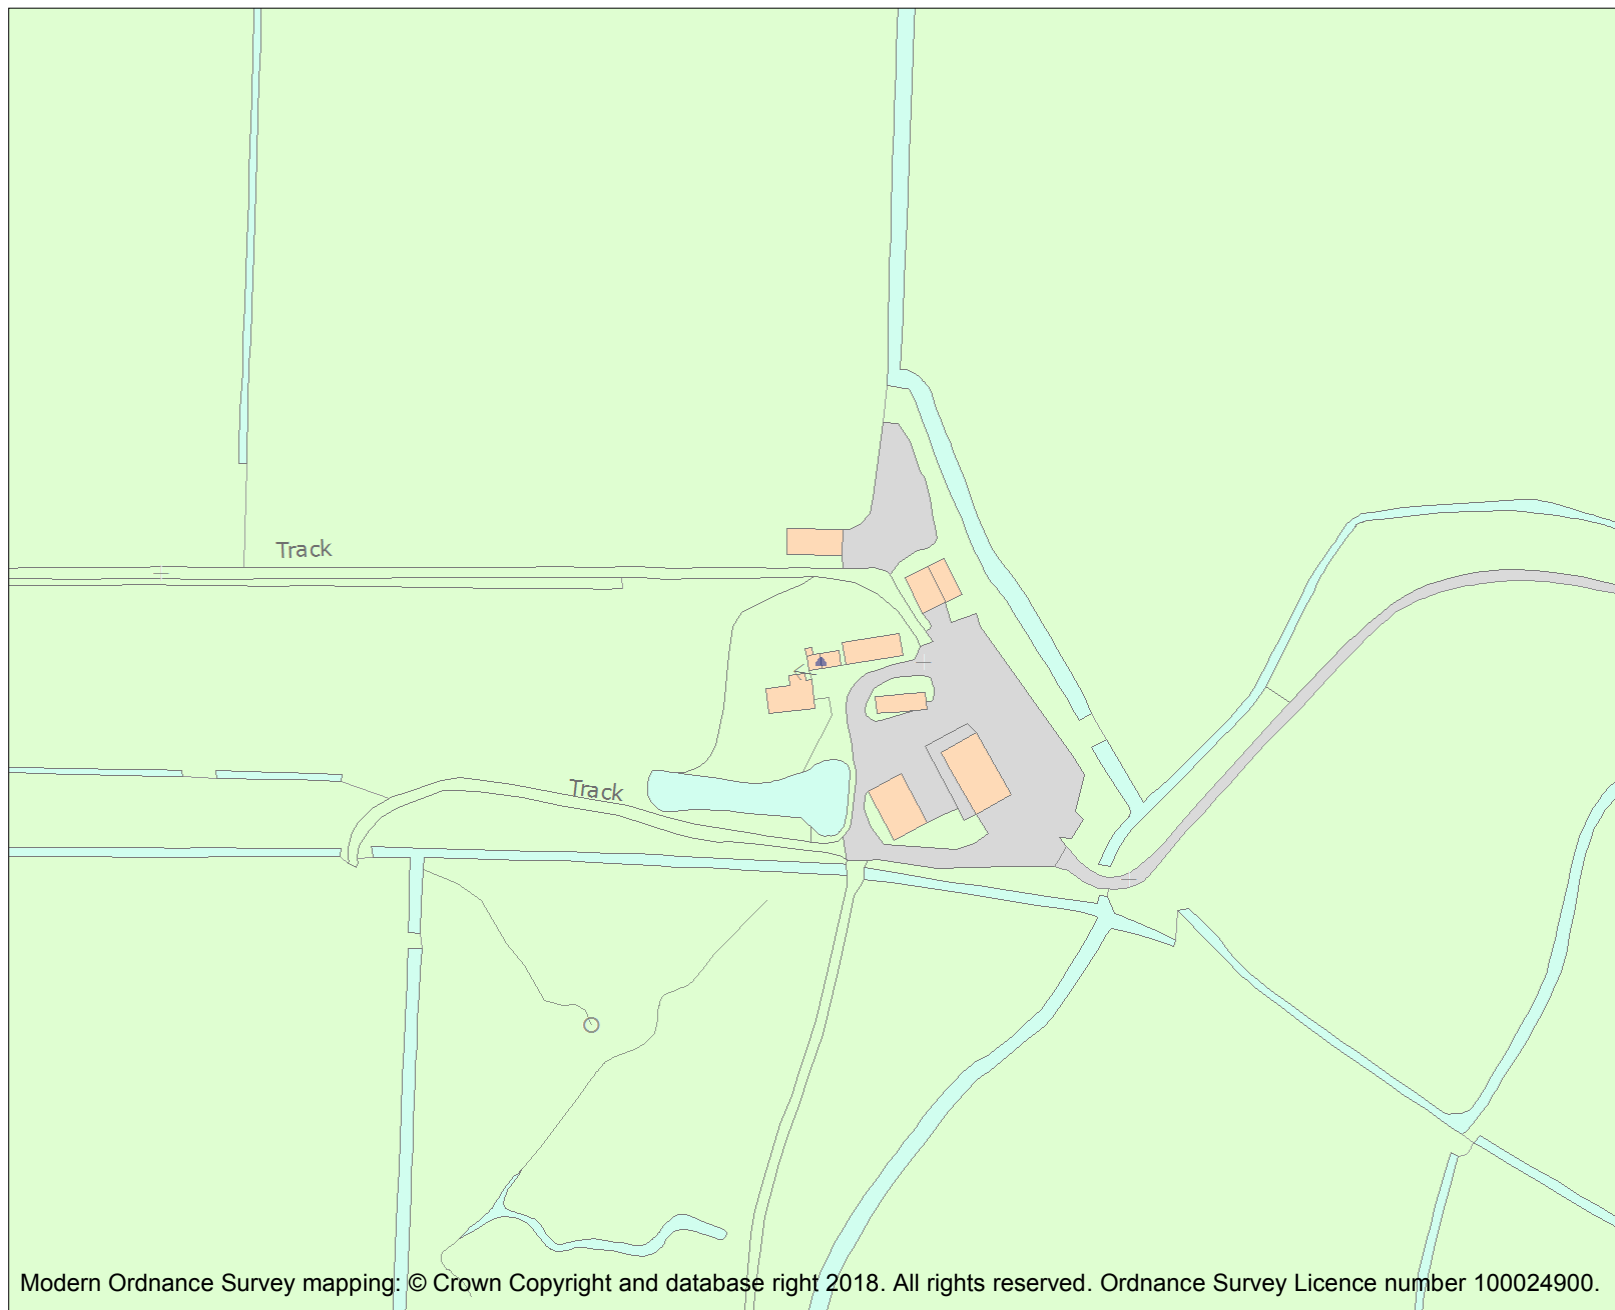 Track
Track
Modern Ordnance Survey mapping: © Crown Copyright and database right 2018. All rights reserved. Ordnance Survey Licence number 100024900.